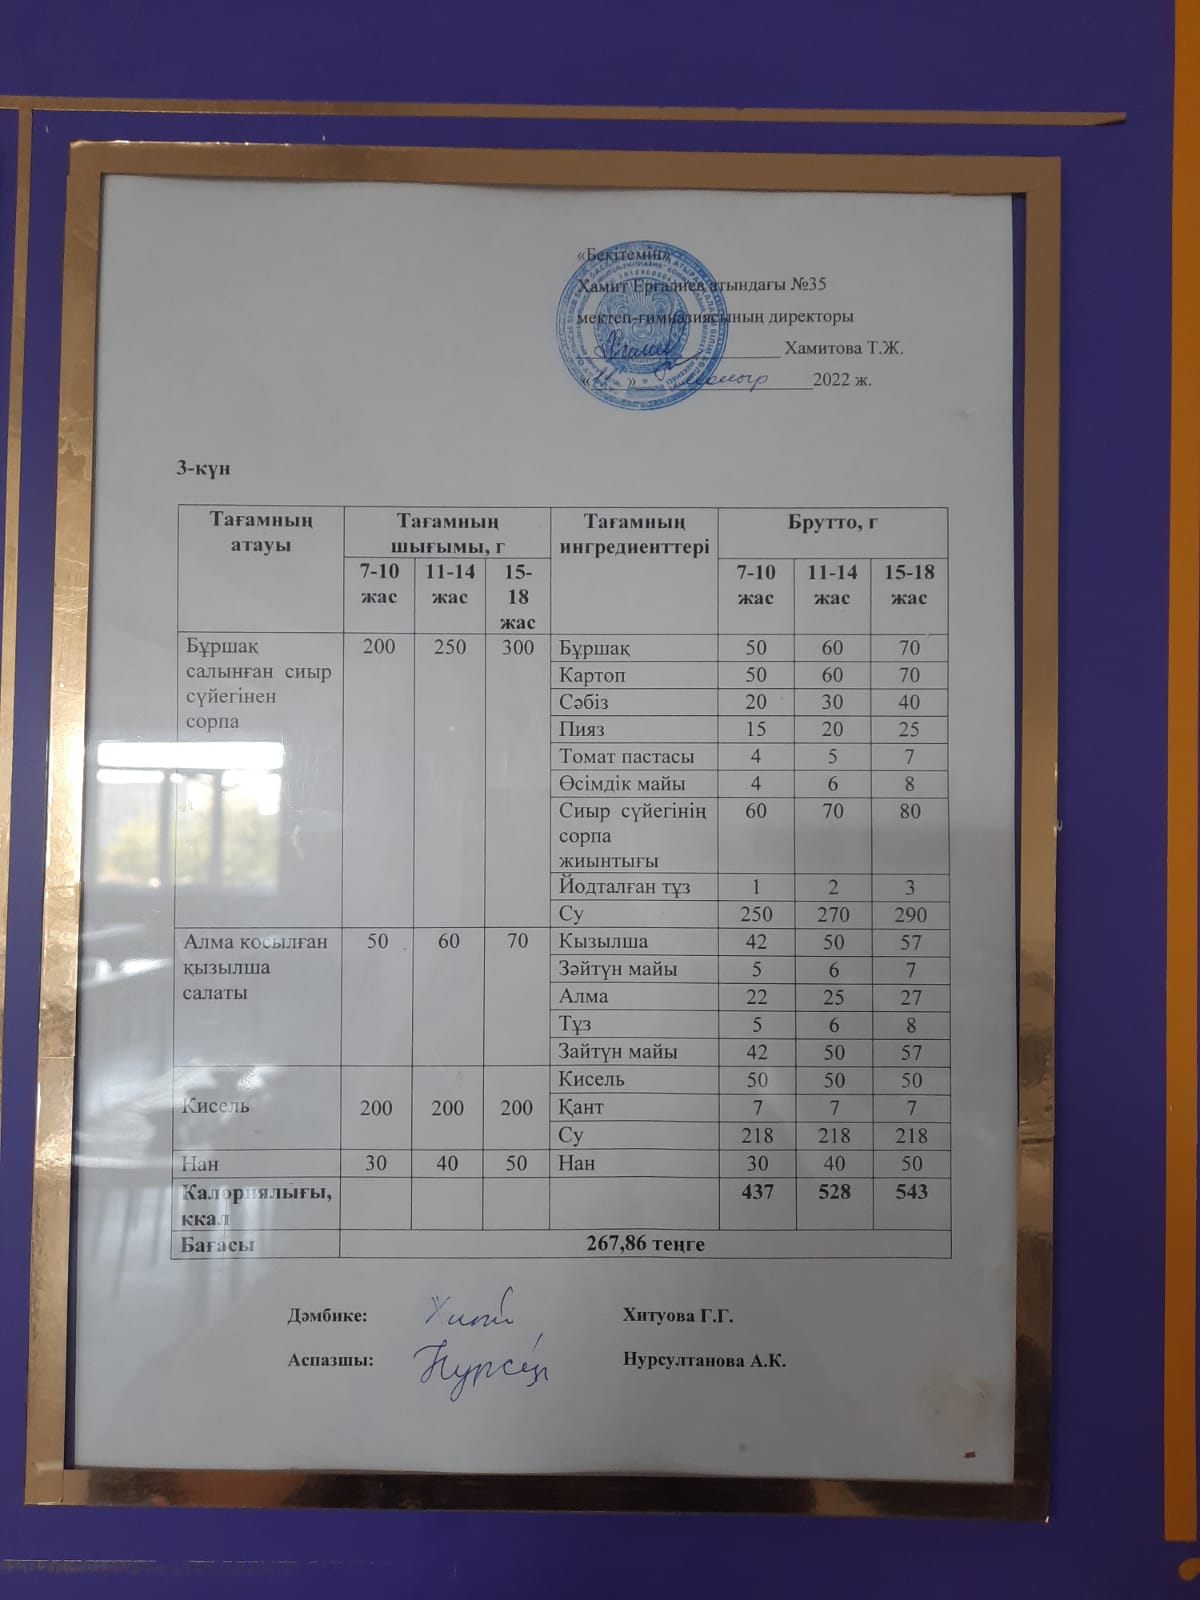 «Бекітемін»
Хамит Ерғалиев атындағы №35
мектеп-гимназиясының директоры
Хамитова Т.Ж.
2022 ж.
3-күн
Тағамның атауы
Тағамның шығымы, г
Тағамның ингредиенттері
Брутто, г
7-10 жас
11-14 жас
15-18 жас
7-10 жас
11-14 жас
15-18 жас
Бұршақ салынған сиыр сүйегінен сорпа
200 250 300
Бұршақ 50 60 70
Картоп 50 60 70
Сәбіз 20 30 40
Пияз 15 20 25
Томат пастасы 4 5 7
Өсімдік майы 4 6 8
Сиыр сүйегінің сорпа жиынтығы 60 70 80
Йодталған тұз 1 2 3
Су 250 270 290
Алма косылған қызылша салаты
50 60 70
Кызылша 42 50 57
Зәйтүн майы 5 6 7
Алма 22 25 27
Тұз 5 6 8
Зайтүн майы 42 50 57
Кисель 200 200 200
Кисель 50 50 50
Қант 7 7 7
Су 218 218 218
Нан 30 40 50 Нан 30 40 50
Калориялығы, ккал 437 528 543
Бағасы 267,86 теңге
Дәмбике: Хитуова Г.Г.
Аспазшы: Нурсултанова А.К.